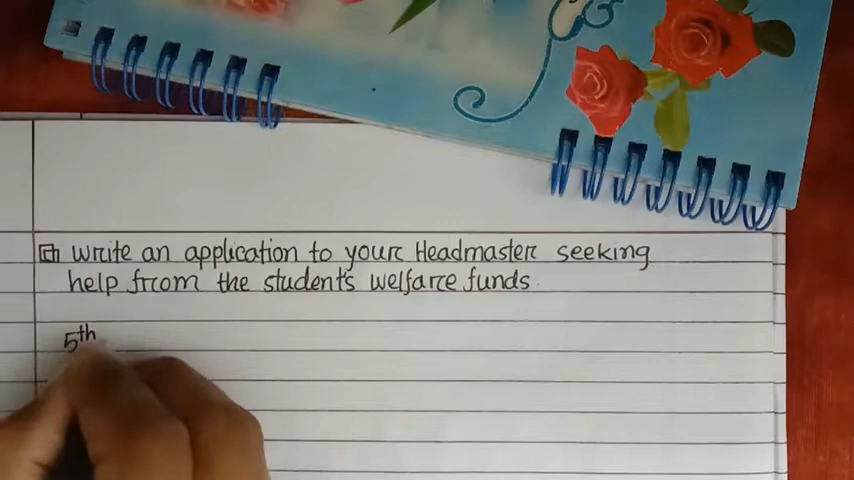 Write an application to your Headmaster seeking
help from the student's welfare funds.
5th